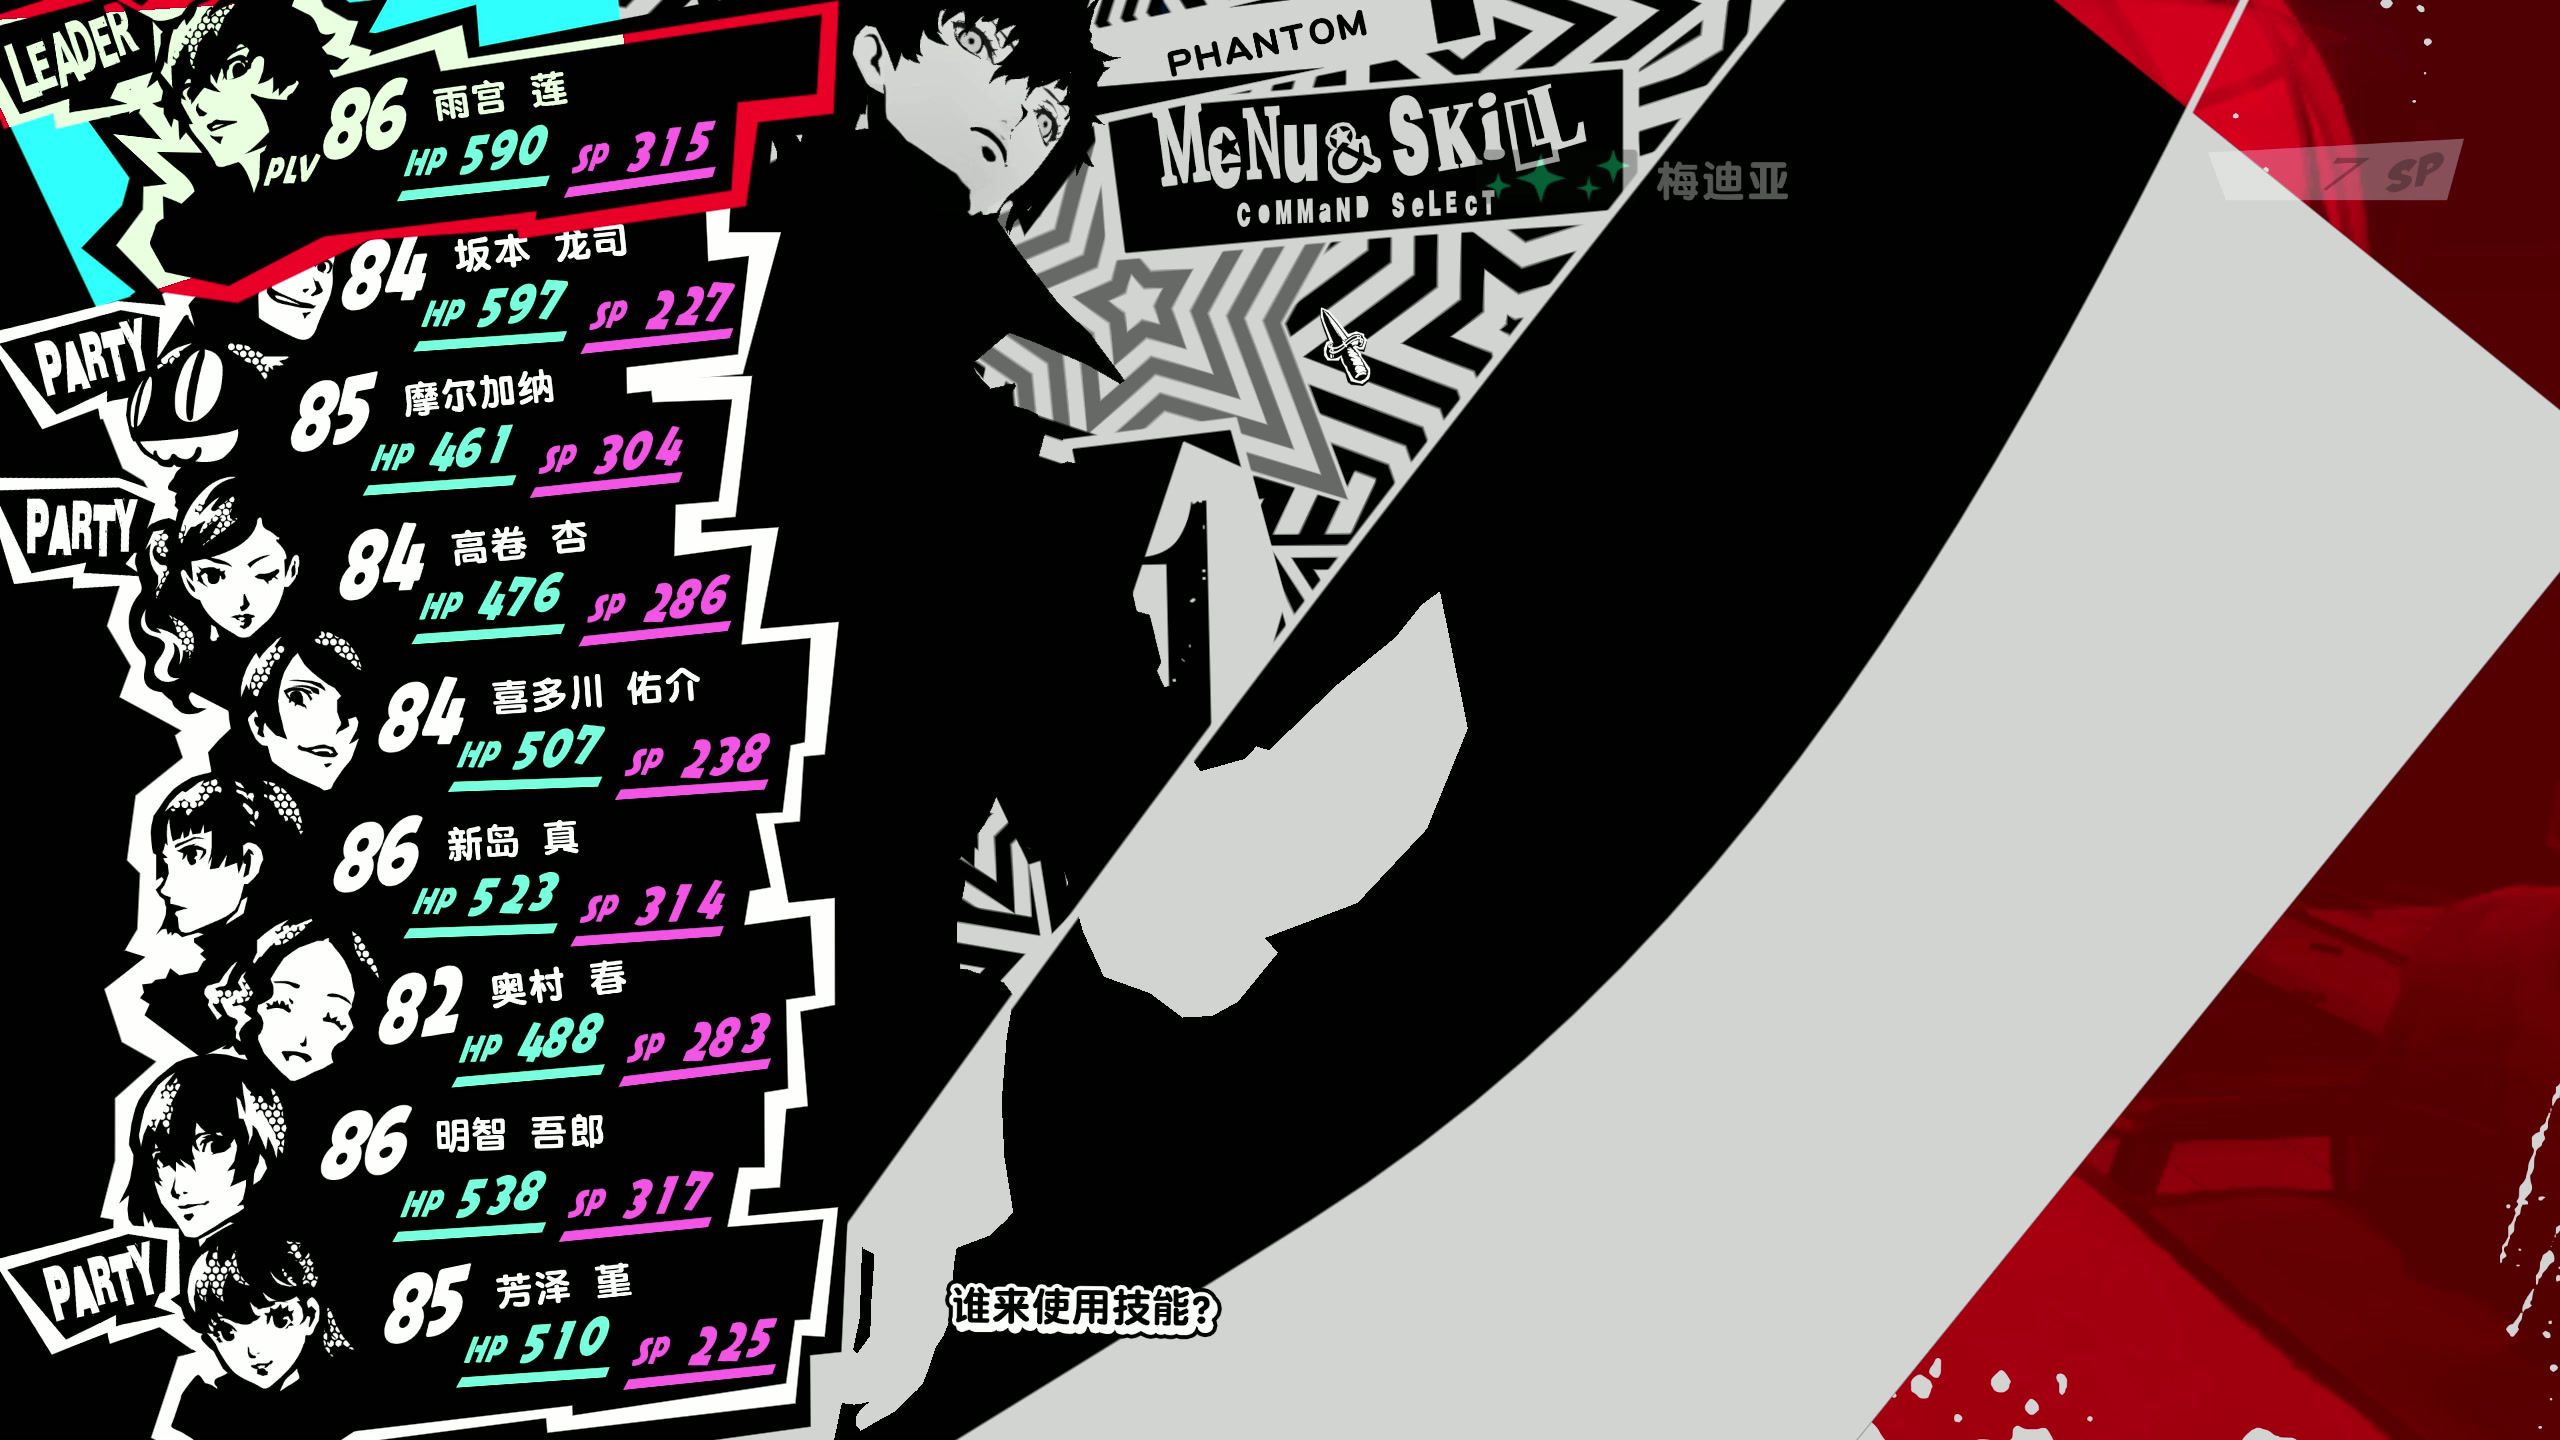 LEADER
86 雨宫 莲
PLV
HP 590 SP 315
84 坂本 龙司
HP 597 SP 227
PARTY
85 摩尔加纳
HP 461 SP 304
PARTY
84 高卷 杏
HP 476 SP 286
84 喜多川 佑介
HP 507 SP 238
86 新岛 真
HP 523 SP 314
82 奥村 春
HP 488 SP 283
86 明智 吾郎
HP 538 SP 317
PARTY
85 芳泽 堇
HP 510 SP 225
PHANTOM
MeNu & SKiLL
CoMMaND SeLEcT
梅迪亚
7 SP
1
谁来使用技能?